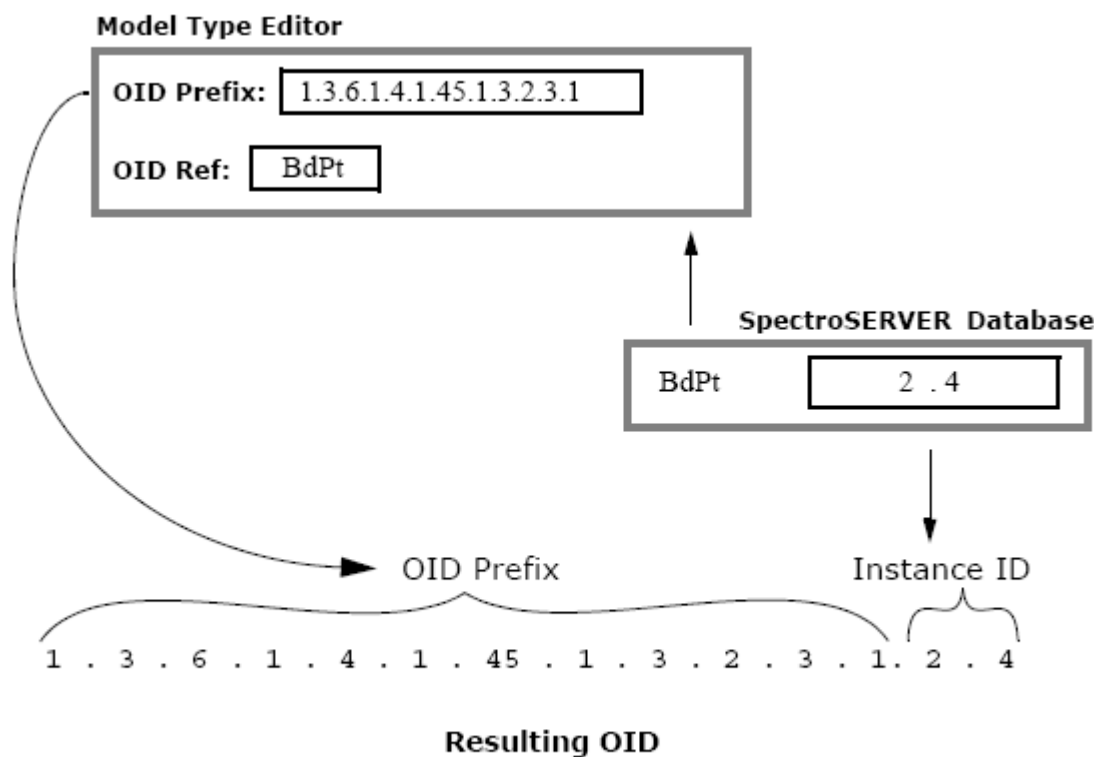 Model Type Editor
OID Prefix: 1.3.6.1.4.1.45.1.3.2.3.1
OID Ref: BdPt
SpectroSERVER Database
BdPt 2 . 4
OID Prefix Instance ID
1 . 3 . 6 . 1 . 4 . 1 . 45 . 1 . 3 . 2 . 3 . 1. 2 . 4
Resulting OID